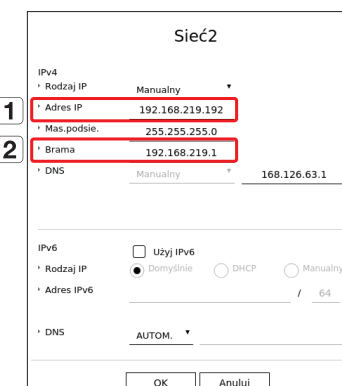 Sieć2
IPv4
Rodzaj IP Manualny
1 Adres IP 192.168.219.192
Mas.podsie. 255.255.255.0
2 Brama 192.168.219.1
DNS Manualny 168.126.63.1
IPv6 Użyj IPv6
Rodzaj IP Domyślnie DHCP Manualny
Adres IPv6 / 64
DNS AUTOM.
OK Anuluj